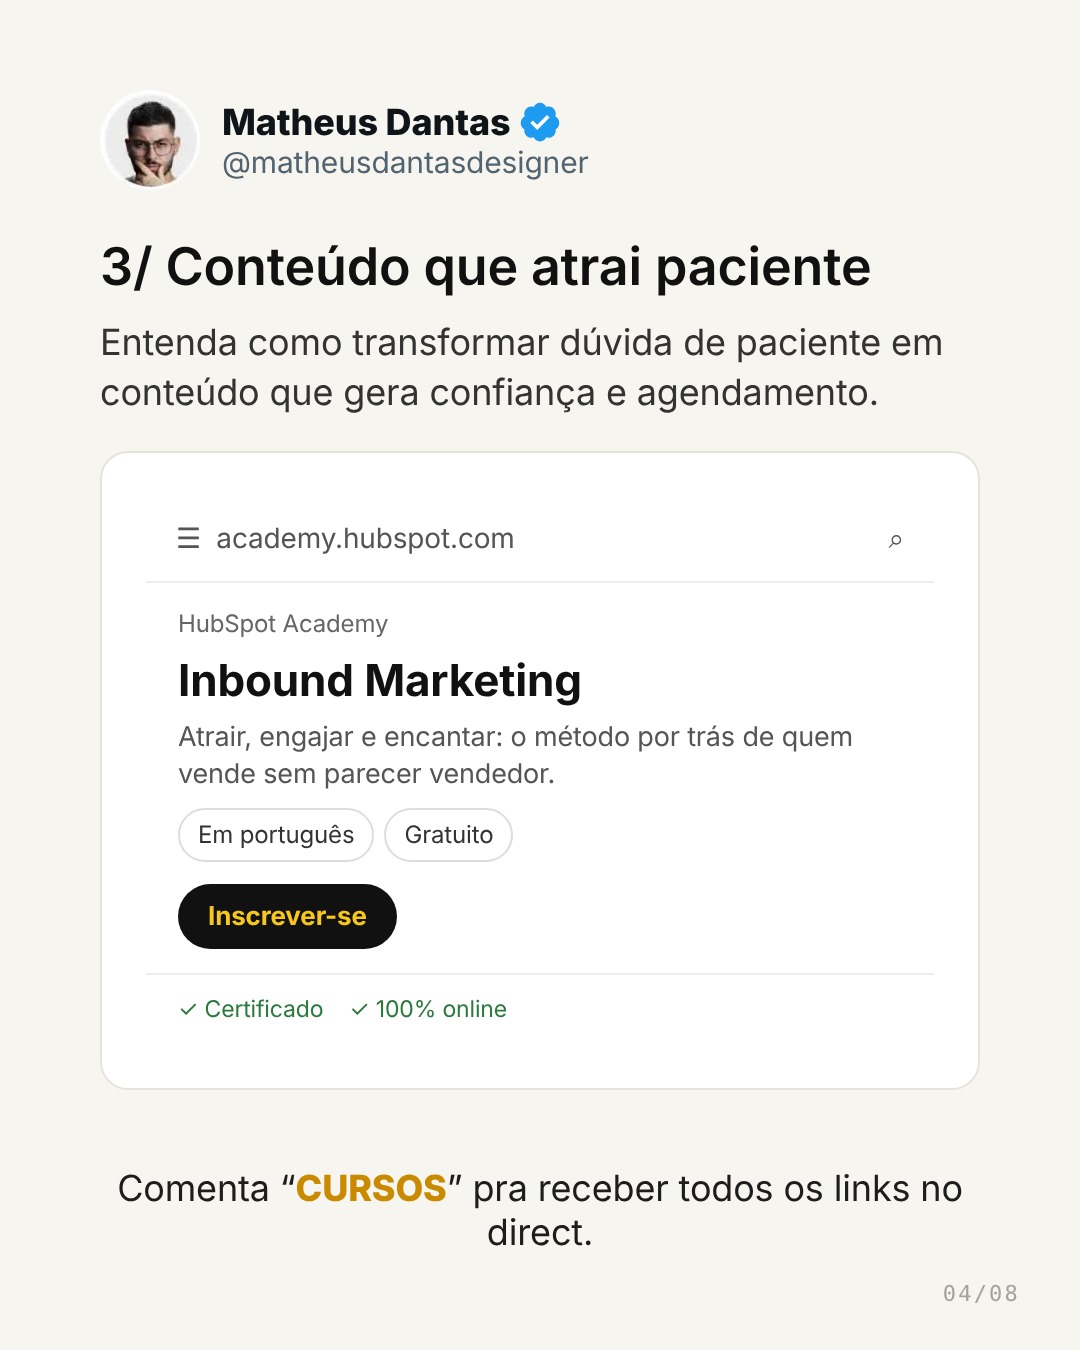 Matheus Dantas
@matheusdantasdesigner
3/ Conteúdo que atrai paciente
Entenda como transformar dúvida de paciente em
conteúdo que gera confiança e agendamento.
☰ academy.hubspot.com
HubSpot Academy
Inbound Marketing
Atrair, engajar e encantar: o método por trás de quem
vende sem parecer vendedor.
Em português Gratuito
Inscrever-se
✓ Certificado ✓ 100% online
Comenta “CURSOS” pra receber todos os links no
direct.
04/08